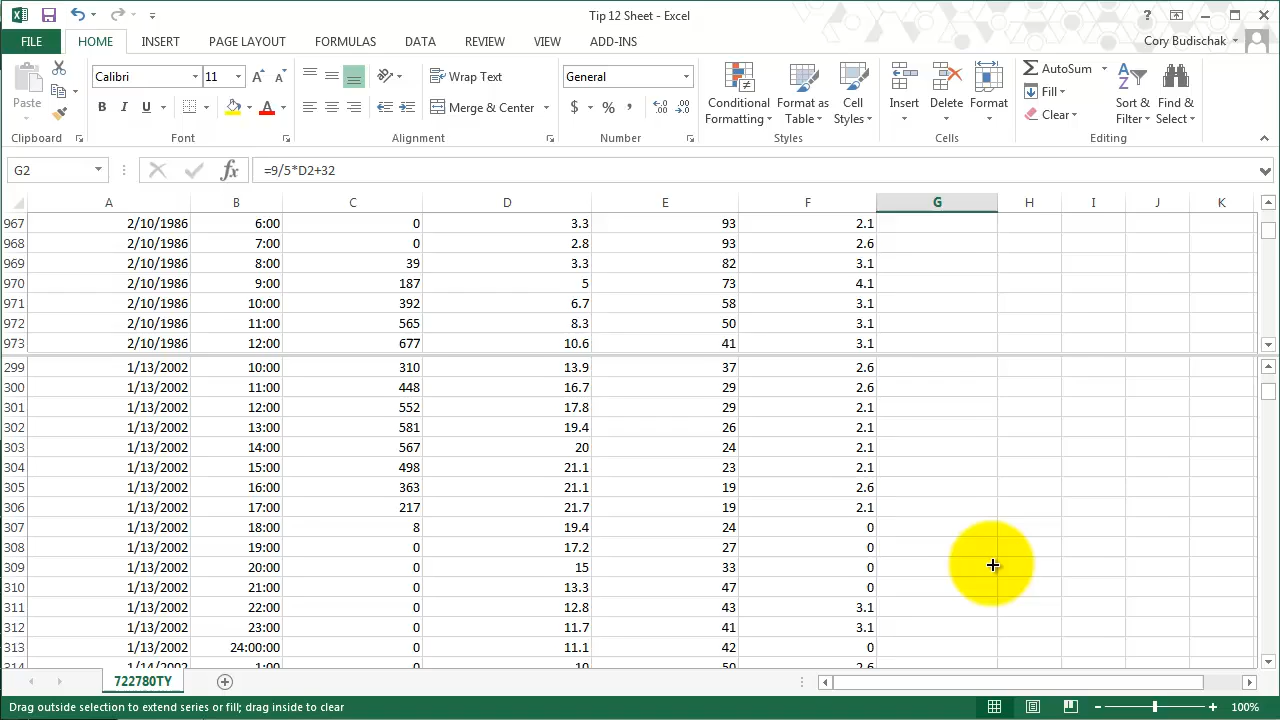 Tip 12 Sheet - Excel
?
FILE HOME INSERT PAGE LAYOUT FORMULAS DATA REVIEW VIEW ADD-INS Cory Budischak
Paste
Clipboard
Calibri 11
B I U
Font
Wrap Text
Merge & Center
Alignment
General
$ % ,
Number
Conditional Formatting
Format as Table
Cell Styles
Styles
Insert
Delete
Format
Cells
AutoSum
Fill
Clear
Sort & Filter
Find & Select
Editing
G2 fx =9/5*D2+32
A B C D E F G H I J K
967 2/10/1986 6:00 0 3.3 93 2.1
968 2/10/1986 7:00 0 2.8 93 2.6
969 2/10/1986 8:00 39 3.3 82 3.1
970 2/10/1986 9:00 187 5 73 4.1
971 2/10/1986 10:00 392 6.7 58 3.1
972 2/10/1986 11:00 565 8.3 50 3.1
973 2/10/1986 12:00 677 10.6 41 3.1
299 1/13/2002 10:00 310 13.9 37 2.6
300 1/13/2002 11:00 448 16.7 29 2.6
301 1/13/2002 12:00 552 17.8 29 2.1
302 1/13/2002 13:00 581 19.4 26 2.1
303 1/13/2002 14:00 567 20 24 2.1
304 1/13/2002 15:00 498 21.1 23 2.1
305 1/13/2002 16:00 363 21.1 19 2.6
306 1/13/2002 17:00 217 21.7 19 2.1
307 1/13/2002 18:00 8 19.4 24 0
308 1/13/2002 19:00 0 17.2 27 0
309 1/13/2002 20:00 0 15 33 0
310 1/13/2002 21:00 0 13.3 47 0
311 1/13/2002 22:00 0 12.8 43 3.1
312 1/13/2002 23:00 0 11.7 41 3.1
313 1/13/2002 24:00:00 0 11.1 42 0
314 1/14/2002 1:00 0 10 50 2.6
722780TY
Drag outside selection to extend series or fill; drag inside to clear 100%